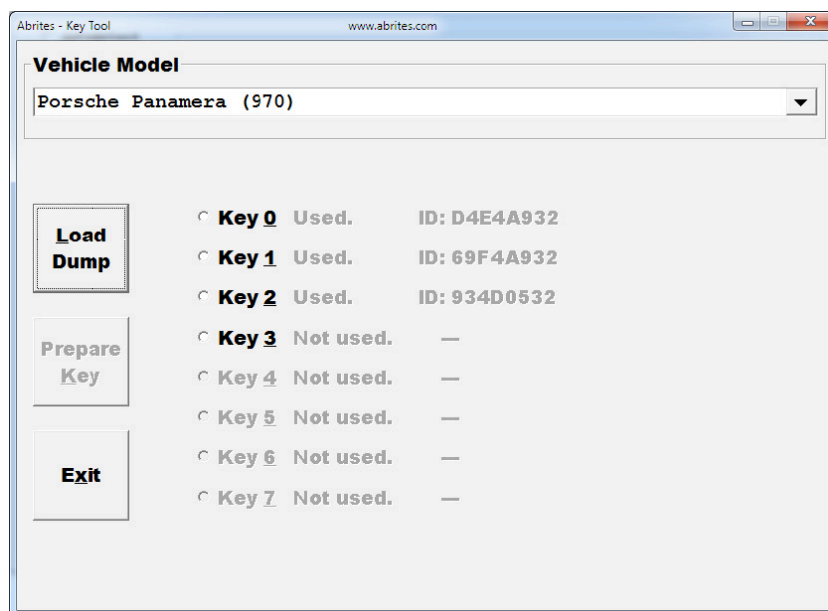 Abrites - Key Tool www.abrites.com
Vehicle Model
Porsche Panamera (970)
Load
Dump
Prepare
Key
Exit
Key 0 Used. ID: D4E4A932
Key 1 Used. ID: 69F4A932
Key 2 Used. ID: 934D0532
Key 3 Not used. —
Key 4 Not used. —
Key 5 Not used. —
Key 6 Not used. —
Key 7 Not used. —